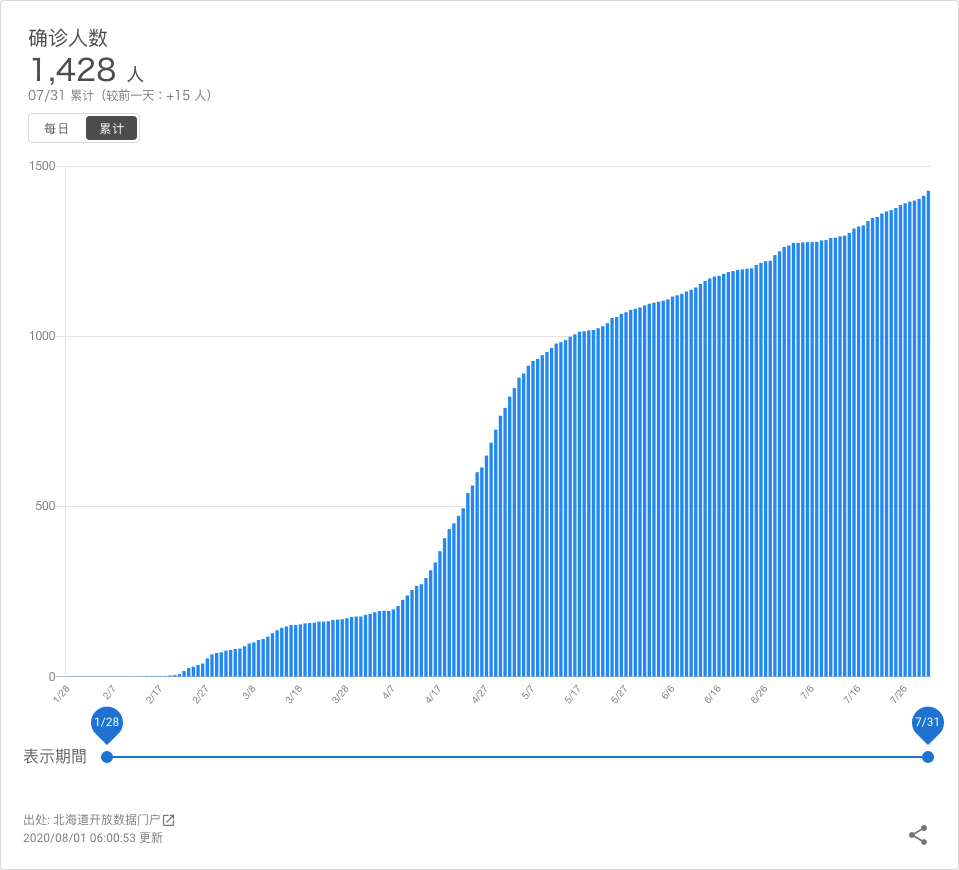 确诊人数
1,428 人
07/31 累计（较前一天：+15 人）
每日 累计
1500
1000
500
0
1/28 2/7 2/17 2/27 3/8 3/18 3/28 4/7 4/17 4/27 5/7 5/17 5/27 6/6 6/16 6/26 7/6 7/16 7/26
1/28 7/31
表示期間
出处: 北海道开放数据门户
2020/08/01 06:00:53 更新